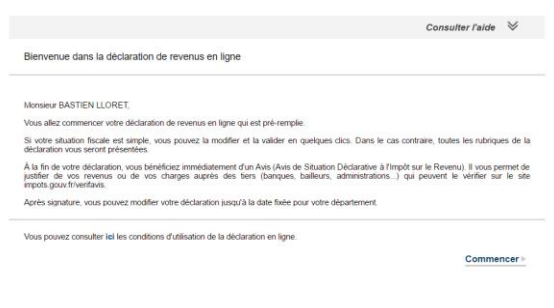 Consulter l'aide
Bienvenue dans la déclaration de revenus en ligne
Monsieur BASTIEN LLORET,
Vous allez commencer votre déclaration de revenus en ligne qui est pré-remplie.
Si votre situation fiscale est simple, vous pouvez la modifier et la valider en quelques clics. Dans le cas contraire, toutes les rubriques de la
déclaration vous seront présentées.
À la fin de votre déclaration, vous bénéficiez immédiatement d'un Avis (Avis de Situation Déclarative à l'Impôt sur le Revenu). Il vous permet de
justifier de vos revenus ou de vos charges auprès des tiers (banques, bailleurs, administrations...) qui peuvent le vérifier sur le site
impots.gouv.fr/verifavis.
Après signature, vous pouvez modifier votre déclaration jusqu'à la date fixée pour votre département.
Vous pouvez consulter ici les conditions d'utilisation de la déclaration en ligne.
Commencer